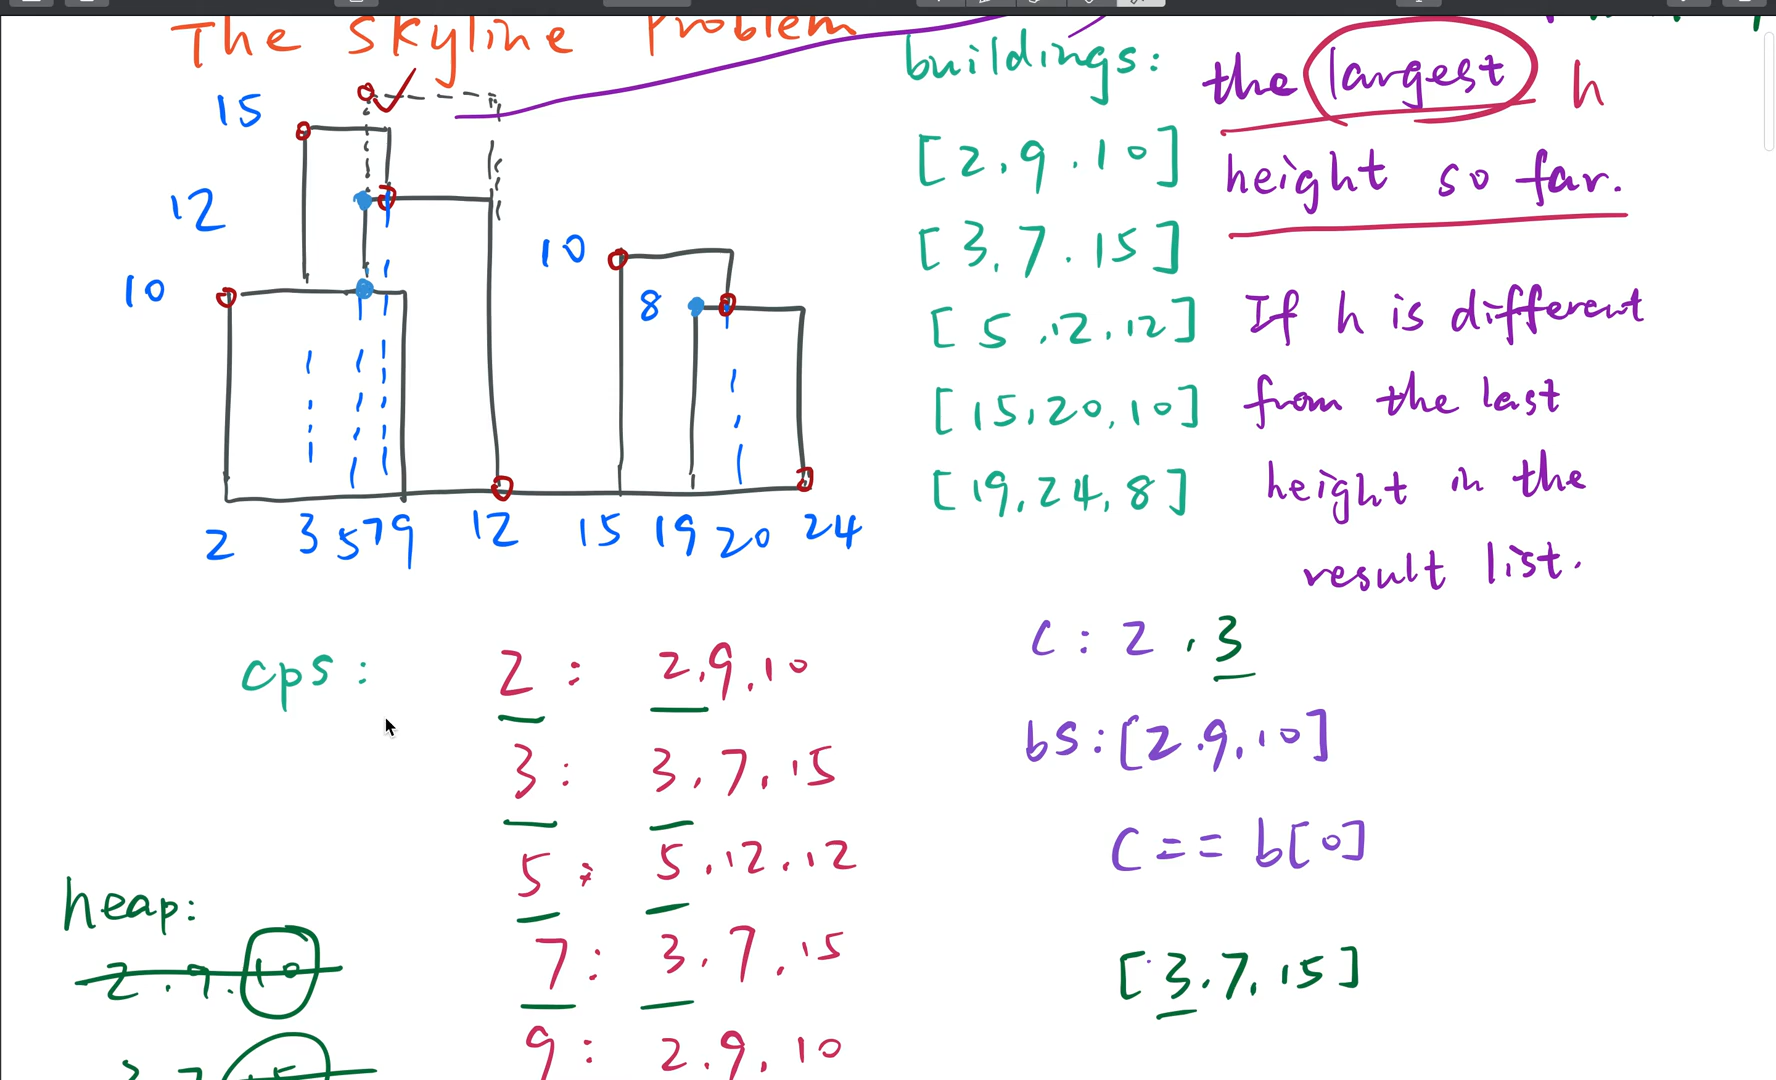 The Skyline Problem
15
12
10
10
8
2 3 5 7 9 12 15 19 20 24
buildings:
[2,9,10]
[3,7,15]
[5,12,12]
[15,20,10]
[19,24,8]
the largest h
height so far.
If h is different
from the last
height in the
result list.
cps:
2: 2,9,10
3: 3,7,15
5: 5,12,12
7: 3,7,15
9: 2,9,10
heap:
2,9,10
C: 2,3
bs:[2,9,10]
C == b[0]
[3,7,15]